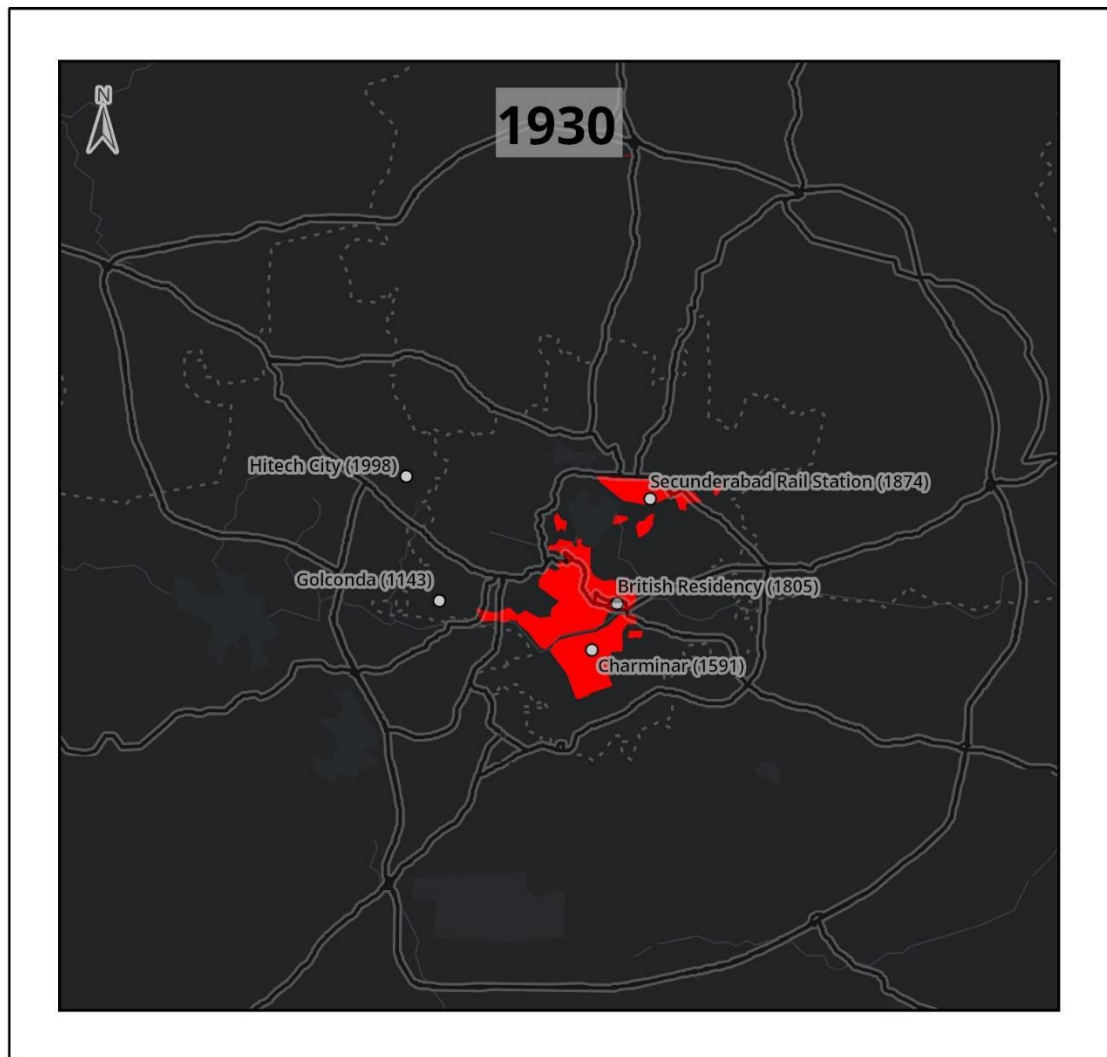 N
1930
Hitech City (1998)
Secunderabad Rail Station (1874)
Golconda (1143)
British Residency (1805)
Charminar (1591)